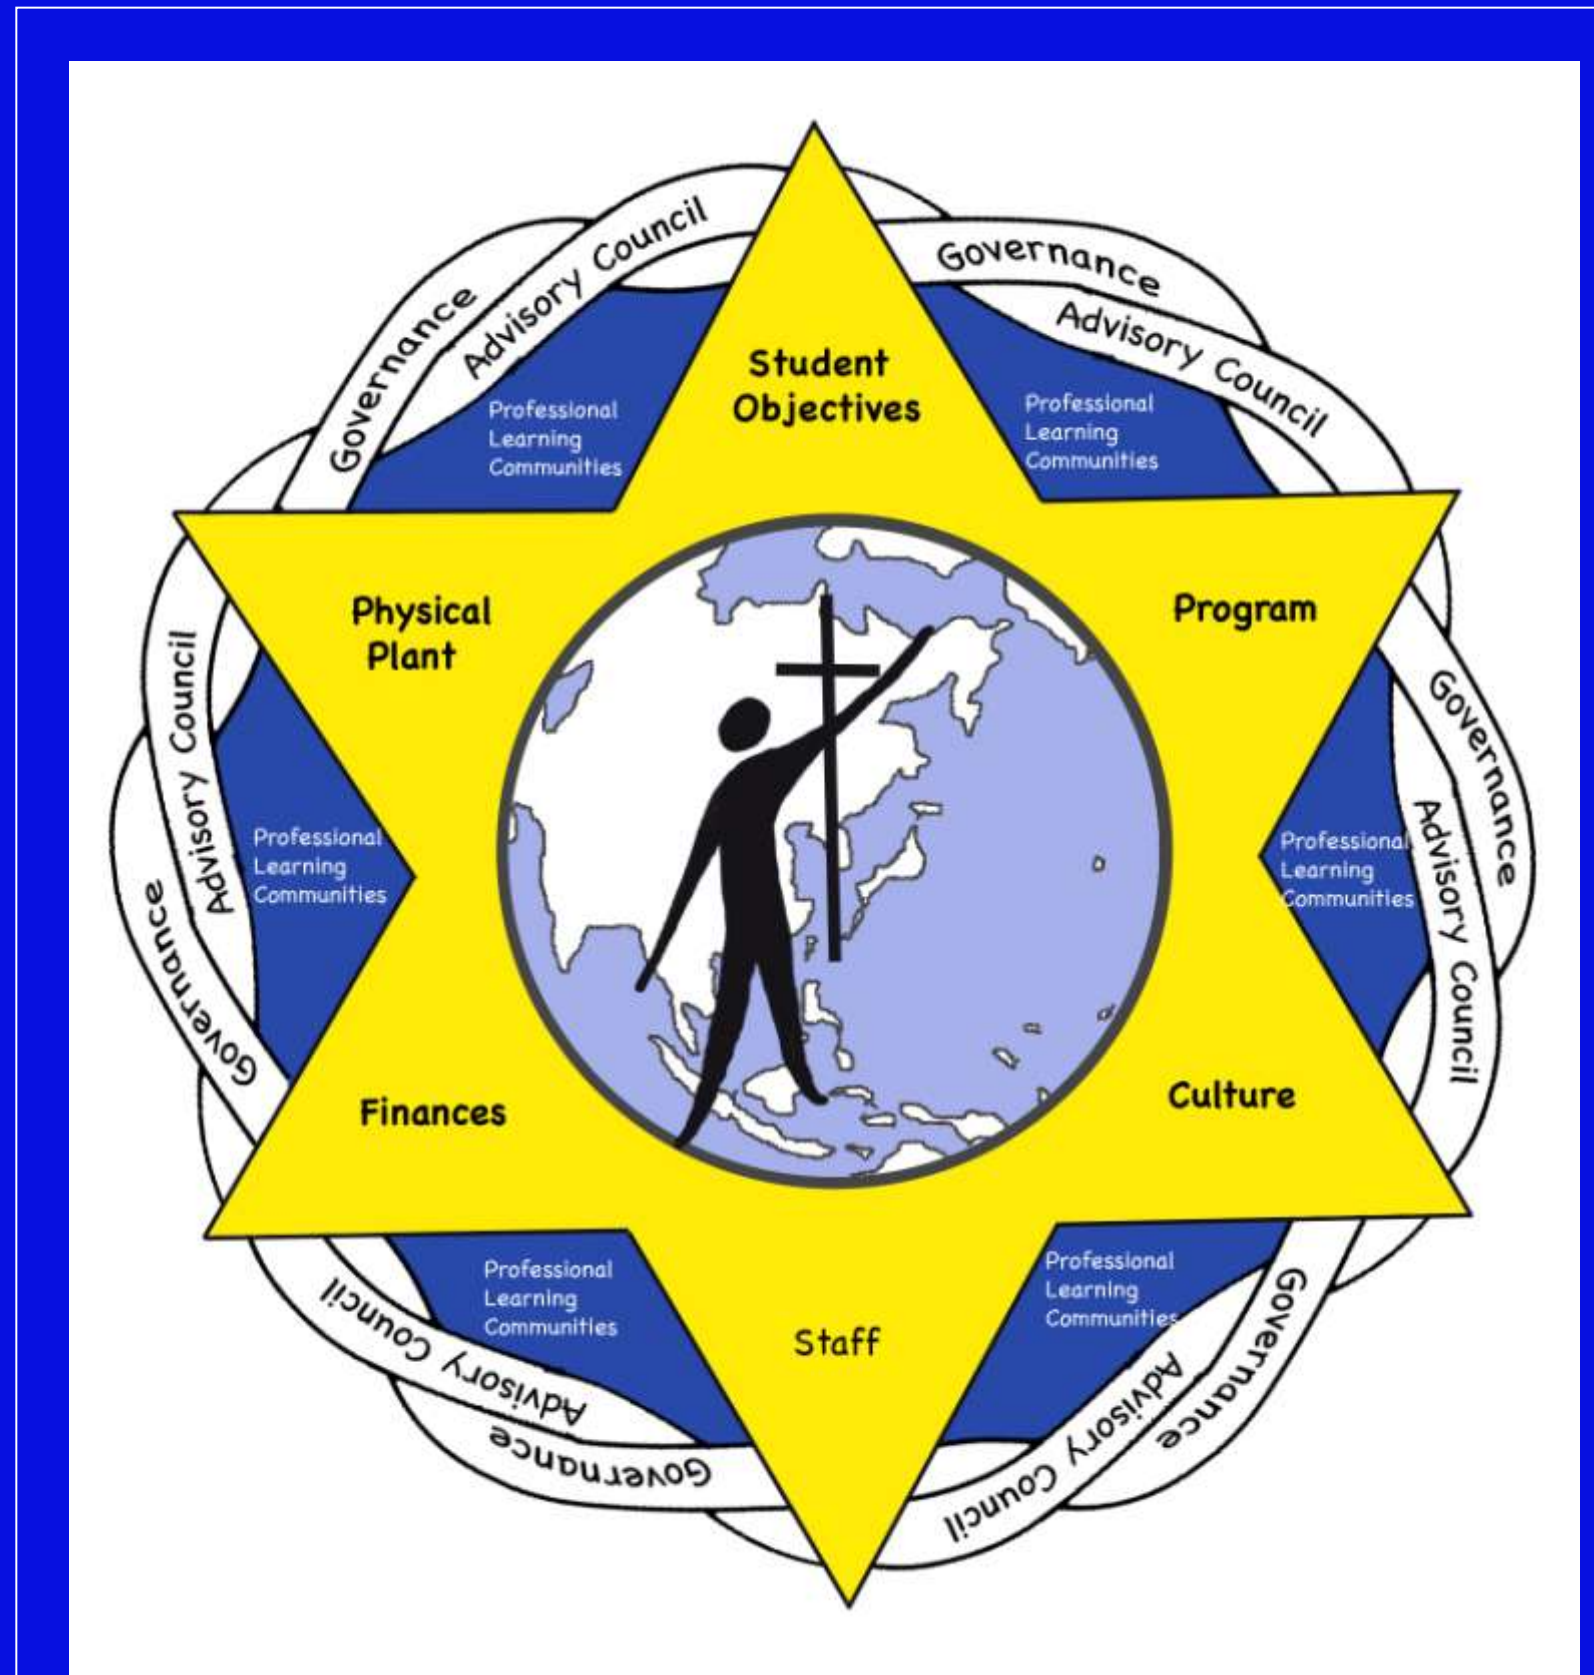 Governance
Advisory Council
Governance
Advisory Council
Student
Objectives
Professional
Learning
Communities
Professional
Learning
Communities
Physical
Plant
Program
Advisory Council
Governance
Governance
Advisory Council
Professional
Learning
Communities
Professional
Learning
Communities
Finances
Culture
Professional
Learning
Communities
Professional
Learning
Communities
Staff
Advisory Council
Governance
Governance
Advisory Council